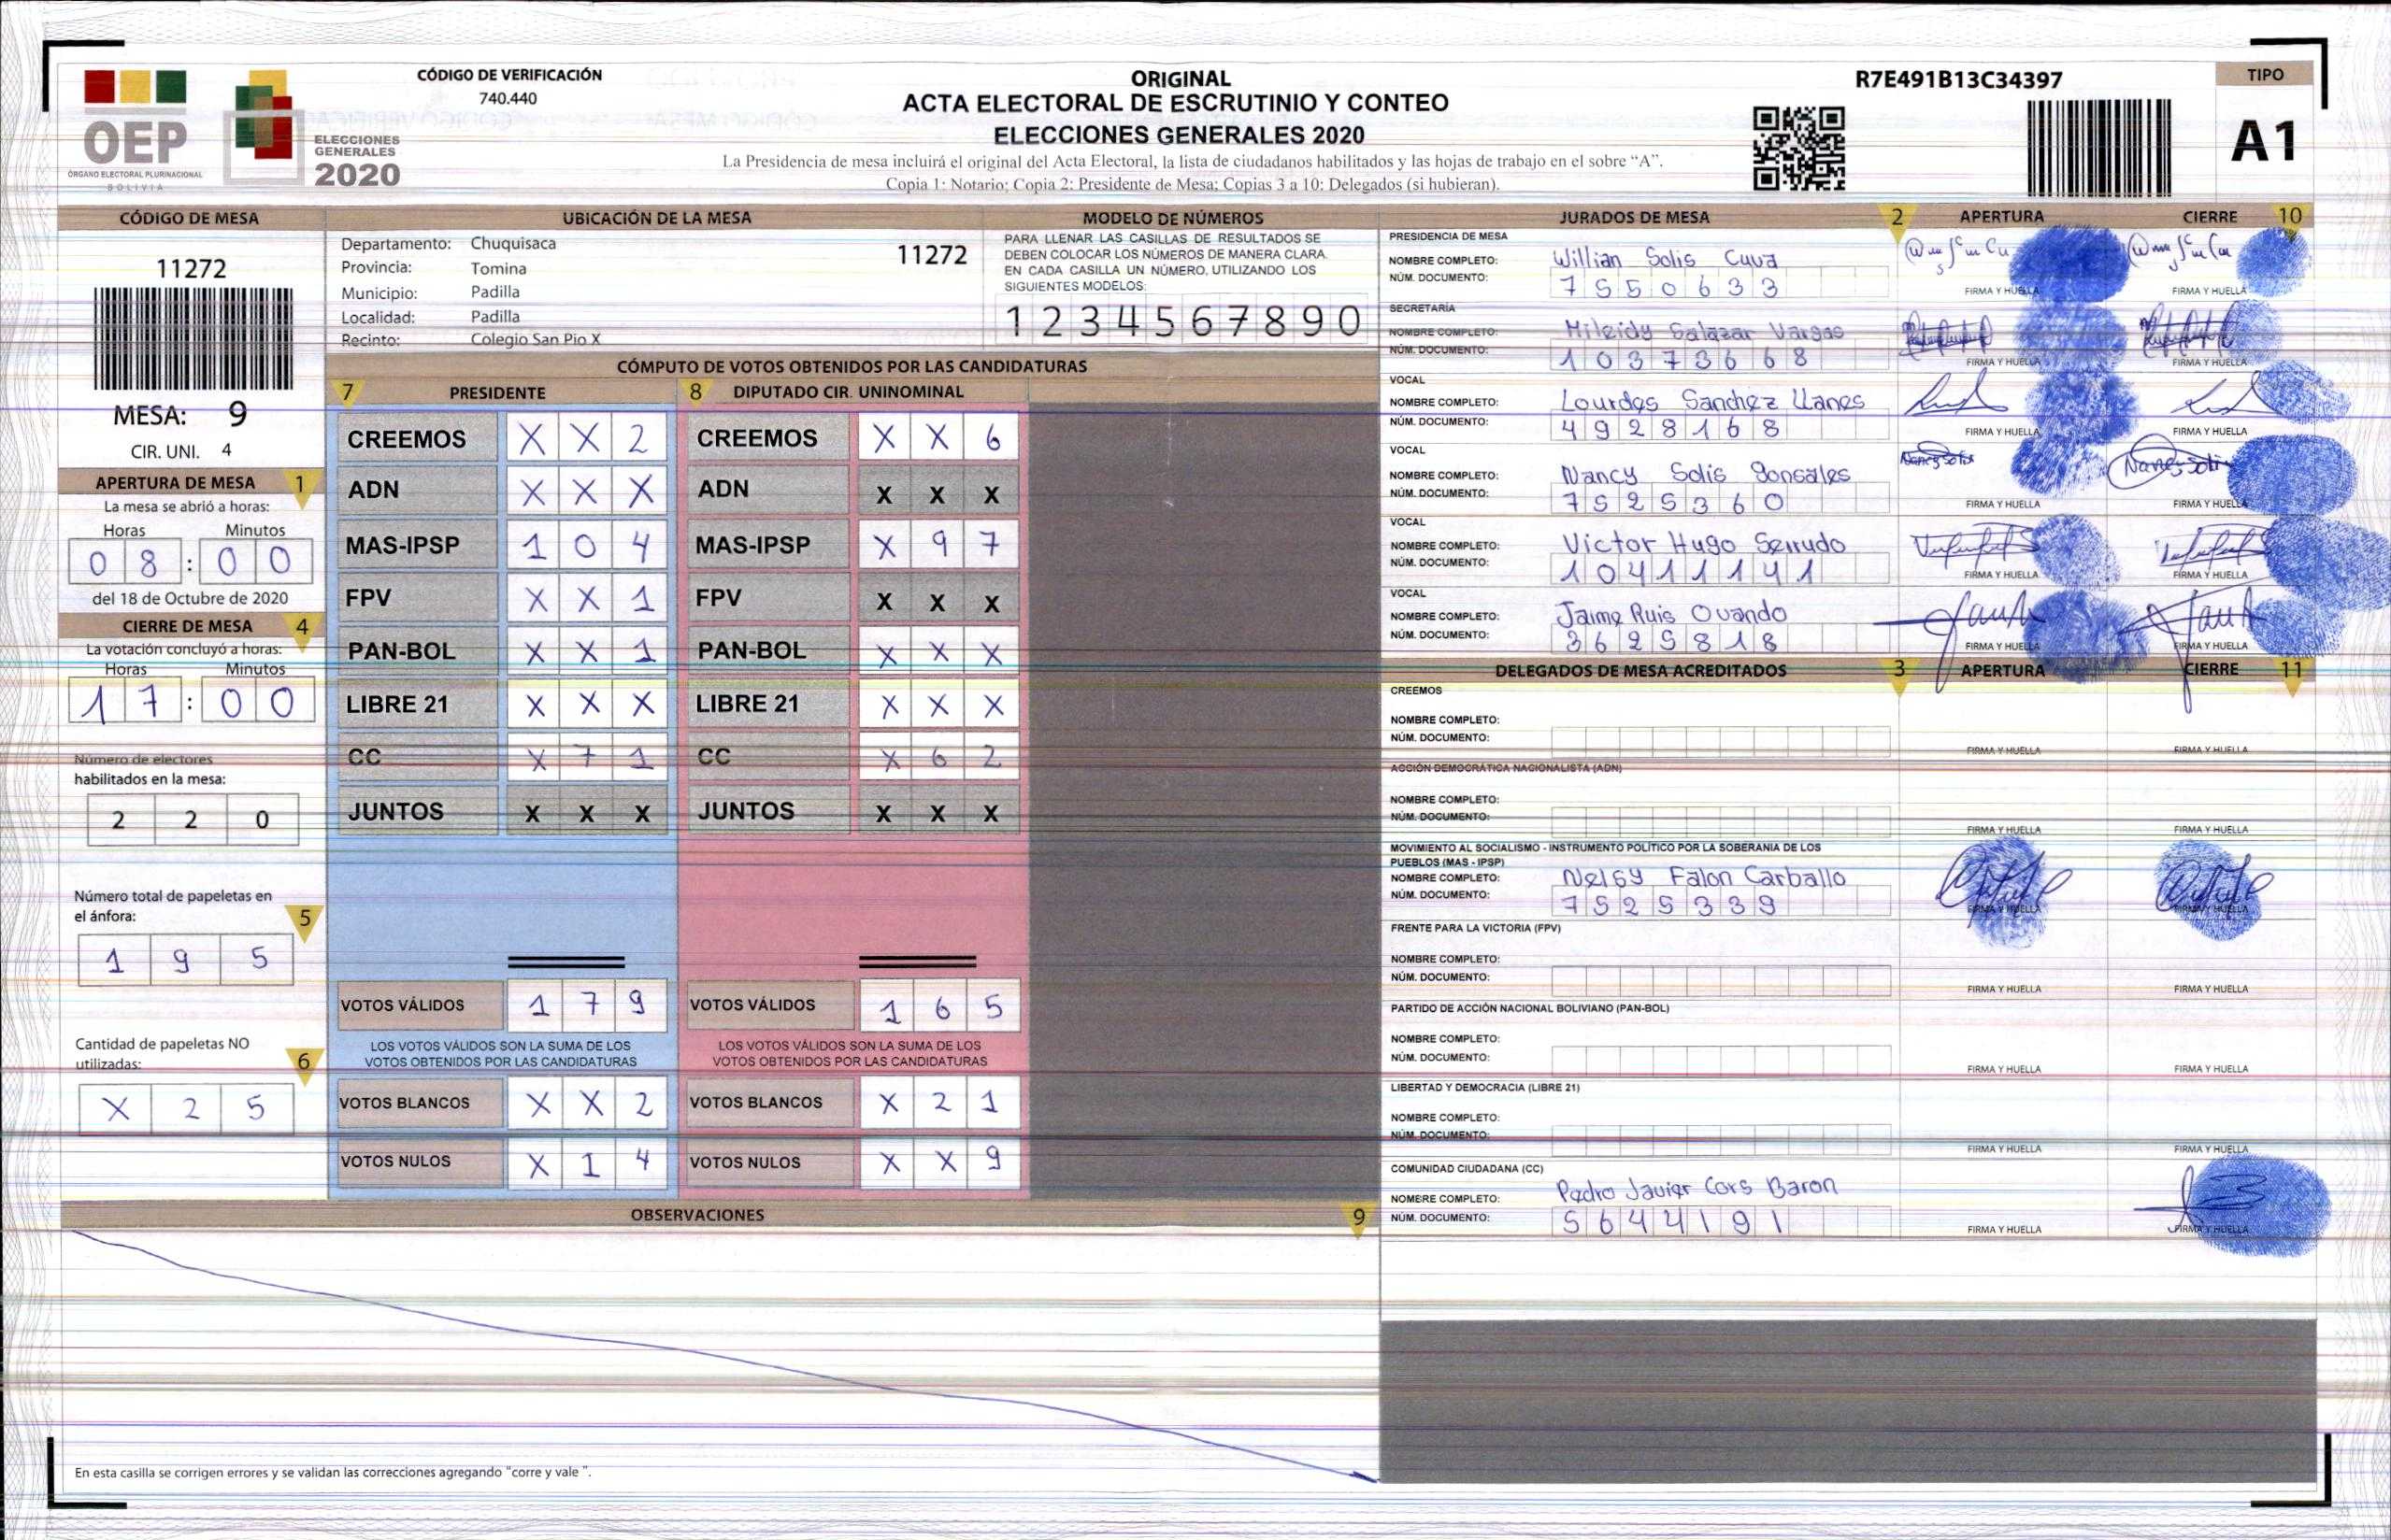 CÓDIGO DE VERIFICACIÓN
740.440
OEP
ÓRGANO ELECTORAL PLURINACIONAL
BOLIVIA
ELECCIONES
GENERALES
2020
ORIGINAL
ACTA ELECTORAL DE ESCRUTINIO Y CONTEO
ELECCIONES GENERALES 2020
La Presidencia de mesa incluirá el original del Acta Electoral, la lista de ciudadanos habilitados y las hojas de trabajo en el sobre “A”.
Copia 1: Notario; Copia 2: Presidente de Mesa; Copias 3 a 10: Delegados (si hubieran).
R7E491B13C34397
TIPO
A1
CÓDIGO DE MESA
11272
MESA: 9
CIR. UNI. 4
APERTURA DE MESA 1
La mesa se abrió a horas:
Horas Minutos
0 8 : 0 0
del 18 de Octubre de 2020
CIERRE DE MESA 4
La votación concluyó a horas:
Horas Minutos
1 7 : 0 0
Número de electores
habilitados en la mesa:
2 2 0
Número total de papeletas en
el ánfora: 5
1 9 5
Cantidad de papeletas NO
utilizadas: 6
X 2 5
UBICACIÓN DE LA MESA
Departamento: Chuquisaca 11272
Provincia: Tomina
Municipio: Padilla
Localidad: Padilla
Recinto: Colegio San Pio X
MODELO DE NÚMEROS
PARA LLENAR LAS CASILLAS DE RESULTADOS SE
DEBEN COLOCAR LOS NÚMEROS DE MANERA CLARA.
EN CADA CASILLA UN NÚMERO, UTILIZANDO LOS
SIGUIENTES MODELOS:
1 2 3 4 5 6 7 8 9 0
CÓMPUTO DE VOTOS OBTENIDOS POR LAS CANDIDATURAS
7 PRESIDENTE 8 DIPUTADO CIR. UNINOMINAL
CREEMOS X X 2 CREEMOS X X 6
ADN X X X ADN X X X
MAS-IPSP 1 0 4 MAS-IPSP X 9 7
FPV X X 1 FPV X X X
PAN-BOL X X 1 PAN-BOL X X X
LIBRE 21 X X X LIBRE 21 X X X
CC X 7 1 CC X 6 2
JUNTOS X X X JUNTOS X X X
VOTOS VÁLIDOS 1 7 9 VOTOS VÁLIDOS 1 6 5
LOS VOTOS VÁLIDOS SON LA SUMA DE LOS LOS VOTOS VÁLIDOS SON LA SUMA DE LOS
VOTOS OBTENIDOS POR LAS CANDIDATURAS VOTOS OBTENIDOS POR LAS CANDIDATURAS
VOTOS BLANCOS X X 2 VOTOS BLANCOS X 2 1
VOTOS NULOS X 1 4 VOTOS NULOS X X 9
OBSERVACIONES 9
En esta casilla se corrigen errores y se validan las correcciones agregando “corre y vale ”.
JURADOS DE MESA 2 APERTURA CIERRE 10
PRESIDENCIA DE MESA
NOMBRE COMPLETO: Willian Solis Cuva
NÚM. DOCUMENTO: 7550633
FIRMA Y HUELLA FIRMA Y HUELLA
SECRETARÍA
NOMBRE COMPLETO: Mileidy Salazar Vargas
NÚM. DOCUMENTO: 10373668
FIRMA Y HUELLA FIRMA Y HUELLA
VOCAL
NOMBRE COMPLETO: Lourdes Sanchez Llanes
NÚM. DOCUMENTO: 4928168
FIRMA Y HUELLA FIRMA Y HUELLA
VOCAL
NOMBRE COMPLETO: Nancy Solis Gonsales
NÚM. DOCUMENTO: 7525360
Nancy Solis Nancy Solis
FIRMA Y HUELLA FIRMA Y HUELLA
VOCAL
NOMBRE COMPLETO: Victor Hugo Serrudo
NÚM. DOCUMENTO: 10411141
FIRMA Y HUELLA FIRMA Y HUELLA
VOCAL
NOMBRE COMPLETO: Jaime Ruis Ovando
NÚM. DOCUMENTO: 3629818
FIRMA Y HUELLA FIRMA Y HUELLA
DELEGADOS DE MESA ACREDITADOS 3 APERTURA CIERRE 11
CREEMOS
NOMBRE COMPLETO:
NÚM. DOCUMENTO:
FIRMA Y HUELLA FIRMA Y HUELLA
ACCIÓN DEMOCRÁTICA NACIONALISTA (ADN)
NOMBRE COMPLETO:
NÚM. DOCUMENTO:
FIRMA Y HUELLA FIRMA Y HUELLA
MOVIMIENTO AL SOCIALISMO - INSTRUMENTO POLÍTICO POR LA SOBERANIA DE LOS
PUEBLOS (MAS - IPSP)
NOMBRE COMPLETO: Nelsy Falon Carballo
NÚM. DOCUMENTO: 7525339
FIRMA Y HUELLA FIRMA Y HUELLA
FRENTE PARA LA VICTORIA (FPV)
NOMBRE COMPLETO:
NÚM. DOCUMENTO:
FIRMA Y HUELLA FIRMA Y HUELLA
PARTIDO DE ACCIÓN NACIONAL BOLIVIANO (PAN-BOL)
NOMBRE COMPLETO:
NÚM. DOCUMENTO:
FIRMA Y HUELLA FIRMA Y HUELLA
LIBERTAD Y DEMOCRACIA (LIBRE 21)
NOMBRE COMPLETO:
NÚM. DOCUMENTO:
FIRMA Y HUELLA FIRMA Y HUELLA
COMUNIDAD CIUDADANA (CC)
NOMBRE COMPLETO: Pedro Javier Cors Baron
NÚM. DOCUMENTO: 5644191
FIRMA Y HUELLA FIRMA Y HUELLA